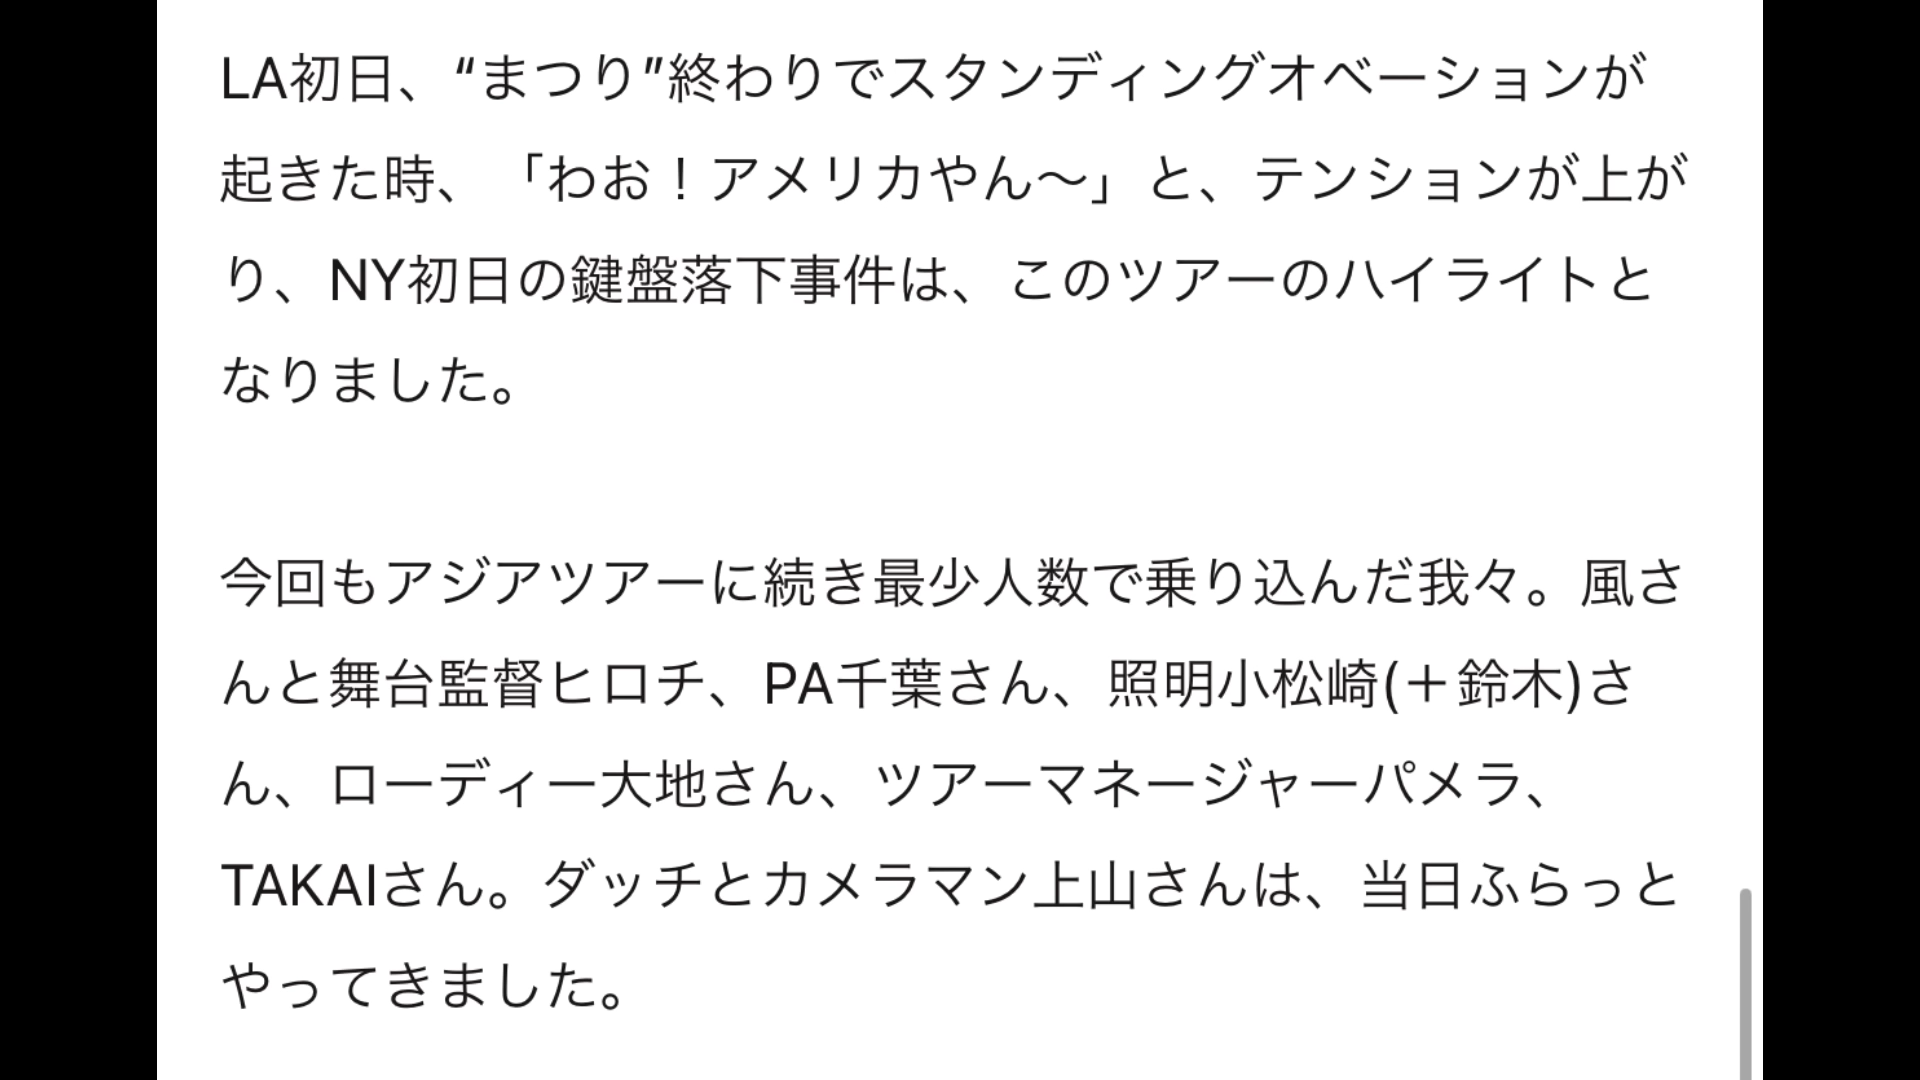 LA初日、“まつり”終わりでスタンディングオベーションが
起きた時、「わお！アメリカやん〜」と、テンションが上が
り、NY初日の鍵盤落下事件は、このツアーのハイライトと
なりました。
今回もアジアツアーに続き最少人数で乗り込んだ我々。風さ
んと舞台監督ヒロチ、PA千葉さん、照明小松崎(＋鈴木)さ
ん、ローディー大地さん、ツアーマネージャーパメラ、
TAKAIさん。ダッチとカメラマン上山さんは、当日ふらっと
やってきました。